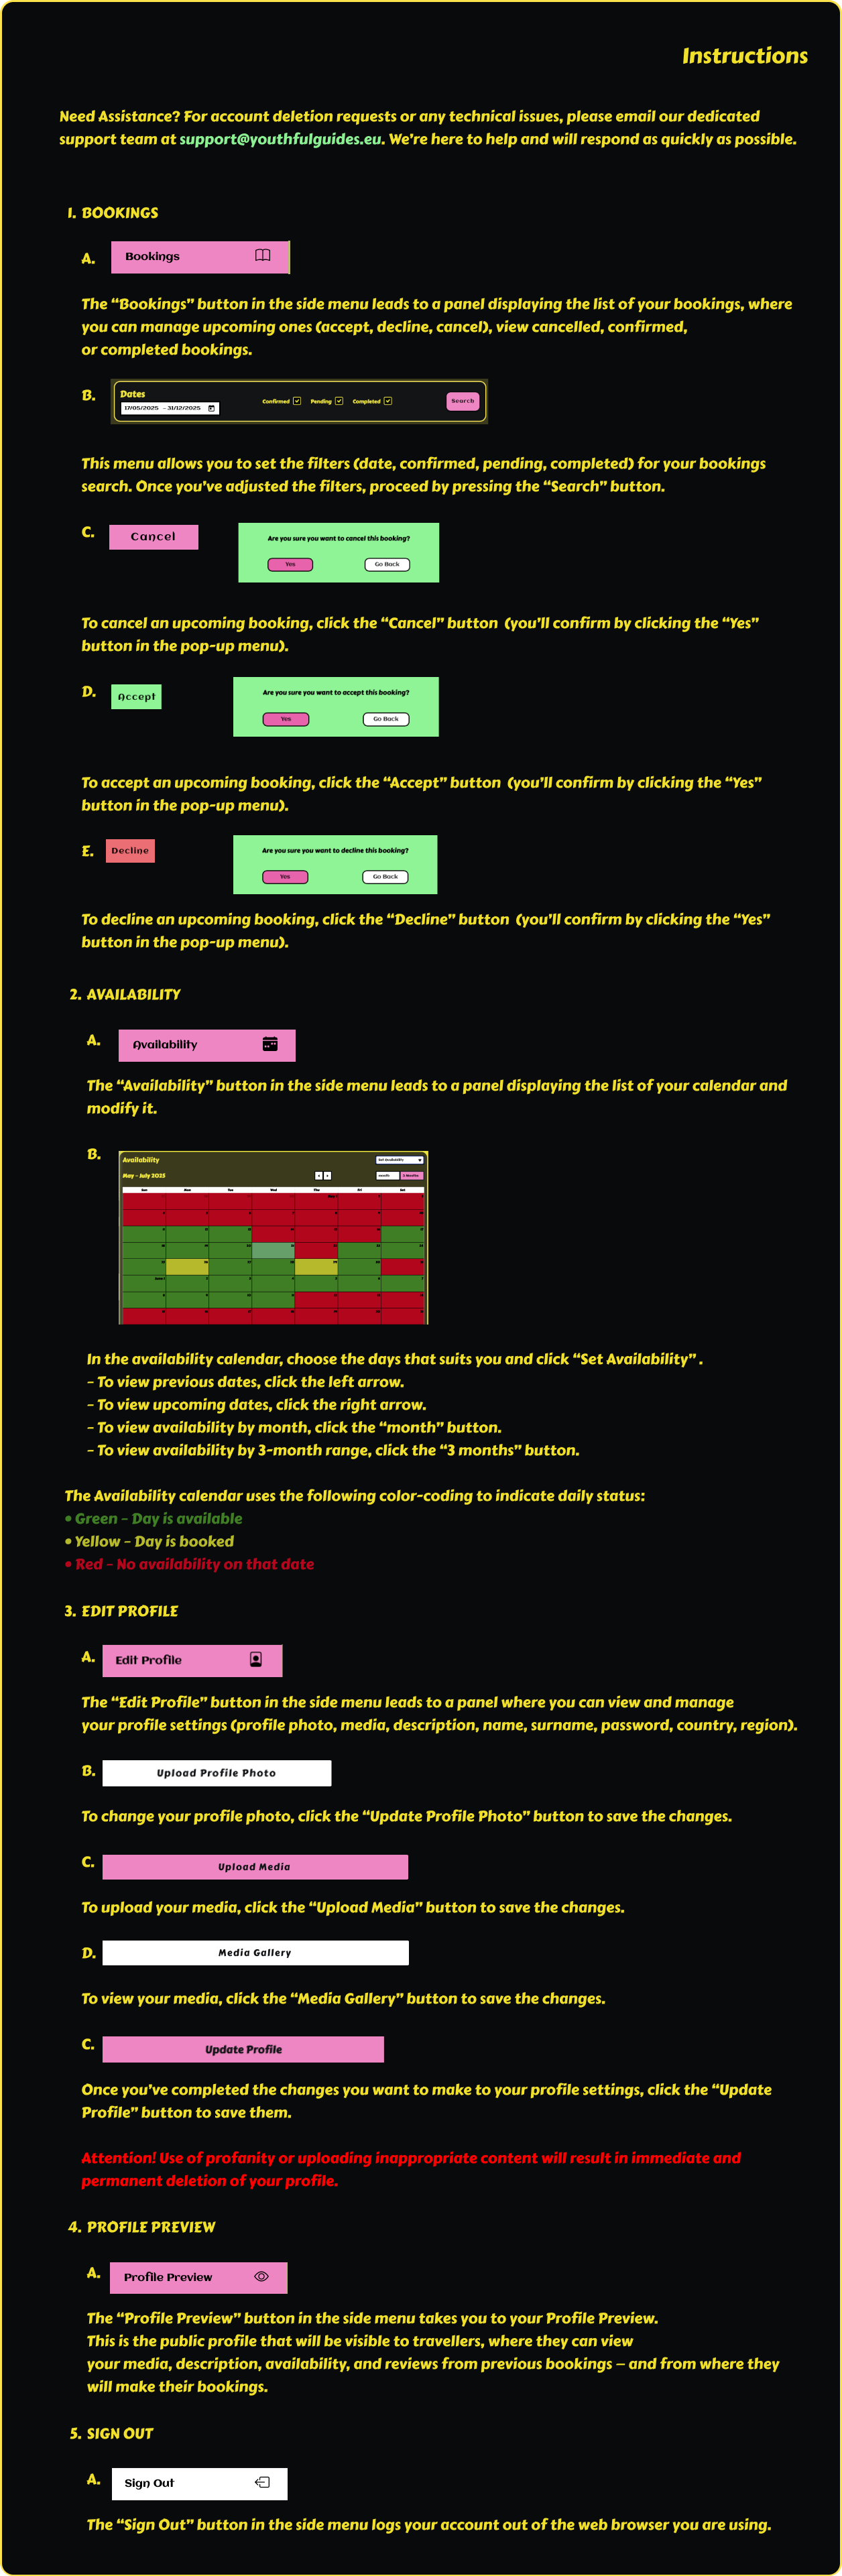 Instructions
Need Assistance? For account deletion requests or any technical issues, please email our dedicated
support team at support@youthfulguides.eu. We're here to help and will respond as quickly as possible.
1. BOOKINGS
A. Bookings
The “Bookings” button in the side menu leads to a panel displaying the list of your bookings, where
you can manage upcoming ones (accept, decline, cancel), view cancelled, confirmed,
or completed bookings.
B. Dates
17/05/2025 - 31/12/2025 Confirmed Pending Completed Search
This menu allows you to set the filters (date, confirmed, pending, completed) for your bookings
search. Once you've adjusted the filters, proceed by pressing the “Search” button.
C. Cancel
Are you sure you want to cancel this booking?
Yes Go Back
To cancel an upcoming booking, click the “Cancel” button (you'll confirm by clicking the “Yes”
button in the pop-up menu).
D. Accept
Are you sure you want to accept this booking?
Yes Go Back
To accept an upcoming booking, click the “Accept” button (you'll confirm by clicking the “Yes”
button in the pop-up menu).
E. Decline
Are you sure you want to decline this booking?
Yes Go Back
To decline an upcoming booking, click the “Decline” button (you'll confirm by clicking the “Yes”
button in the pop-up menu).
2. AVAILABILITY
A. Availability
The “Availability” button in the side menu leads to a panel displaying the list of your calendar and
modify it.
B. Availability Set Availability
May – July 2025 month 3 Months
Sun Mon Tue Wed Thu Fri Sat
In the availability calendar, choose the days that suits you and click “Set Availability” .
- To view previous dates, click the left arrow.
- To view upcoming dates, click the right arrow.
- To view availability by month, click the “month” button.
- To view availability by 3-month range, click the “3 months” button.
The Availability calendar uses the following color-coding to indicate daily status:
• Green – Day is available
• Yellow – Day is booked
• Red – No availability on that date
3. EDIT PROFILE
A. Edit Profile
The “Edit Profile” button in the side menu leads to a panel where you can view and manage
your profile settings (profile photo, media, description, name, surname, password, country, region).
B. Upload Profile Photo
To change your profile photo, click the “Update Profile Photo” button to save the changes.
C. Upload Media
To upload your media, click the “Upload Media” button to save the changes.
D. Media Gallery
To view your media, click the “Media Gallery” button to save the changes.
C. Update Profile
Once you've completed the changes you want to make to your profile settings, click the “Update
Profile” button to save them.
Attention! Use of profanity or uploading inappropriate content will result in immediate and
permanent deletion of your profile.
4. PROFILE PREVIEW
A. Profile Preview
The “Profile Preview” button in the side menu takes you to your Profile Preview.
This is the public profile that will be visible to travellers, where they can view
your media, description, availability, and reviews from previous bookings — and from where they
will make their bookings.
5. SIGN OUT
A. Sign Out
The “Sign Out” button in the side menu logs your account out of the web browser you are using.